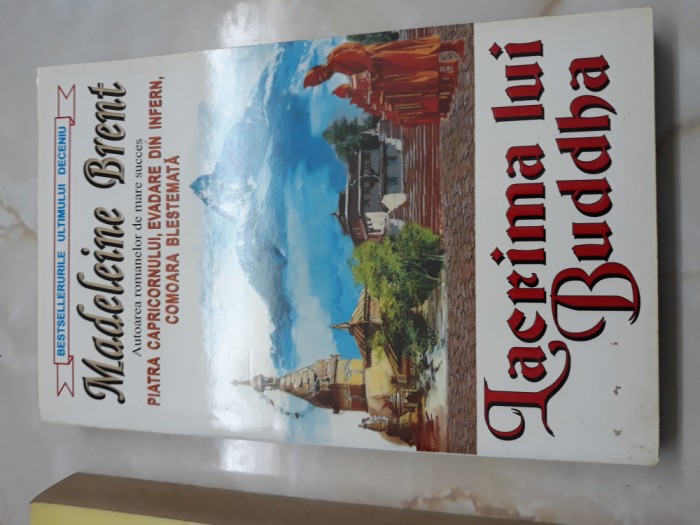 BESTSELLERURILE ULTIMULUI DECENIU
Madeleine Brent
Autoarea romanelor de mare succes
PIATRA CAPRICORNULUI, EVADARE DIN INFERN,
COMOARA BLESTEMATĂ
Lacrima lui
Buddha